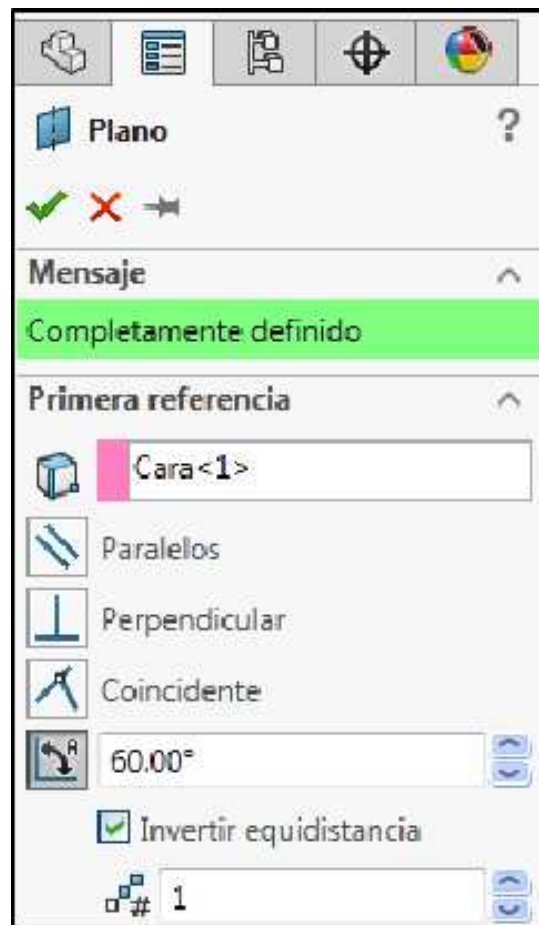 Plano
?
Mensaje
Completamente definido
Primera referencia
Cara<1>
Paralelos
Perpendicular
Coincidente
60.00°
Invertir equidistancia
# 1